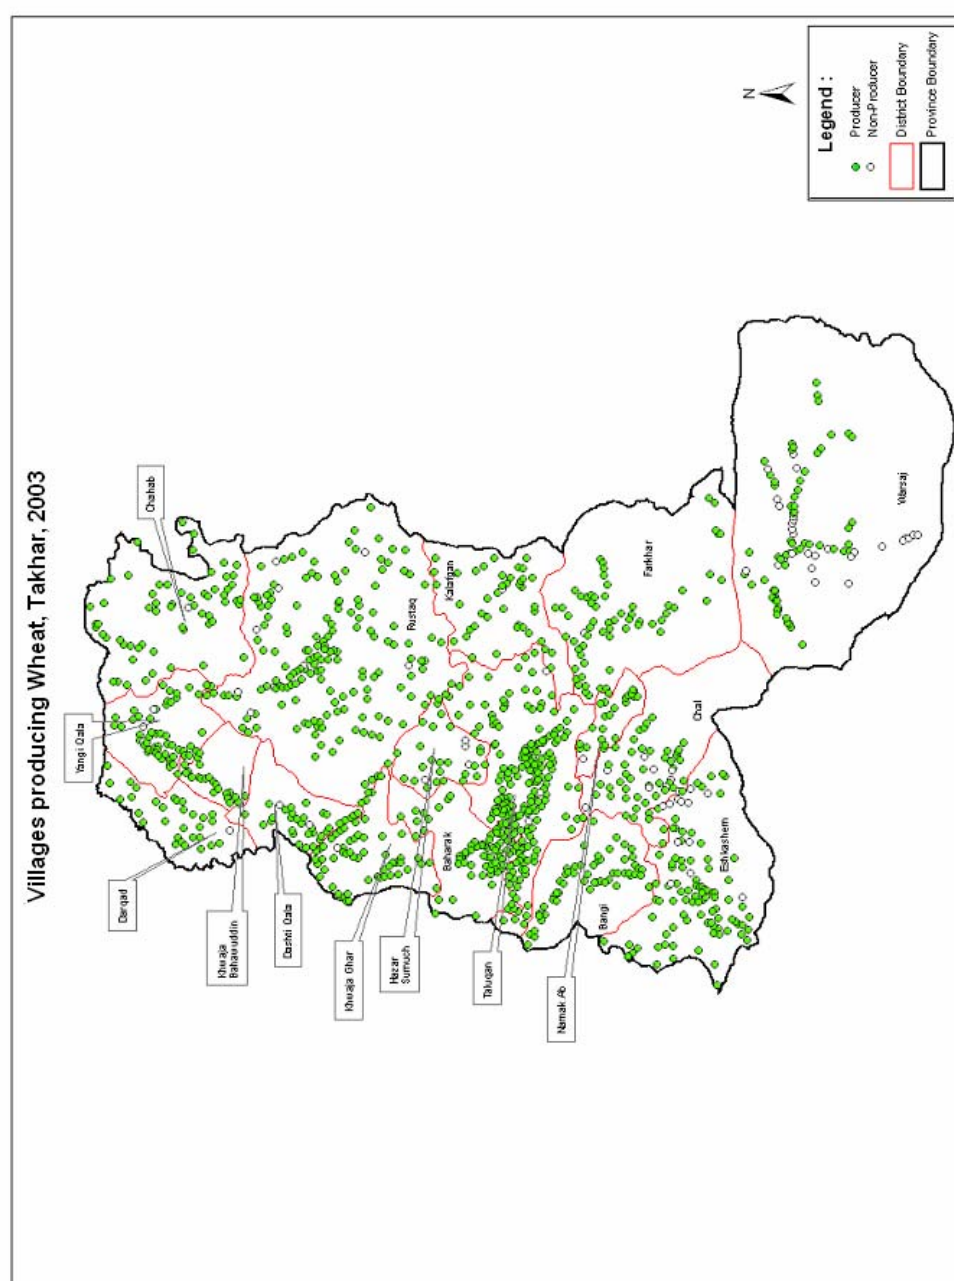 Villages producing Wheat, Takhar, 2003
N
Legend :
Producer
Non-Producer
District Boundary
Province Boundary
Chahab
Yangi Qala
Darqad
Khwaja
Bahawuddin
Dashti Qala
Rustaq
Khwaja Ghar
Hazar
Sumuch
Kalafgan
Baharak
Taluqan
Farkhar
Namak Ab
Bangi
Chal
Eshkashem
Warsaj